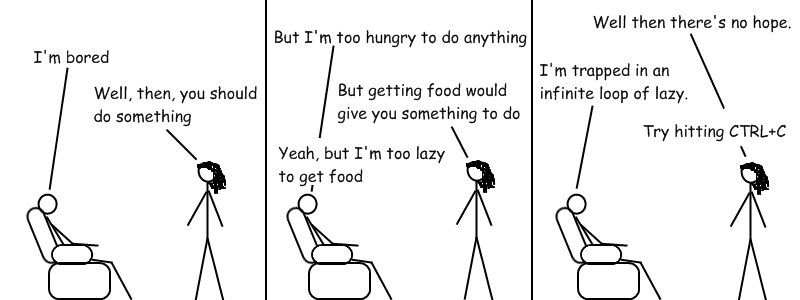 I'm bored
Well, then, you should
do something
But I'm too hungry to do anything
But getting food would
give you something to do
Yeah, but I'm too lazy
to get food
Well then there's no hope.
I'm trapped in an
infinite loop of lazy.
Try hitting CTRL+C